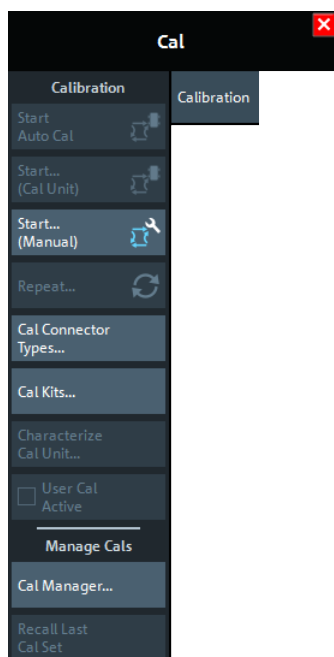 Cal
Calibration
Calibration
Start
Auto Cal
Start...
(Cal Unit)
Start...
(Manual)
Repeat...
Cal Connector
Types...
Cal Kits...
Characterize
Cal Unit...
User Cal
Active
Manage Cals
Cal Manager...
Recall Last
Cal Set